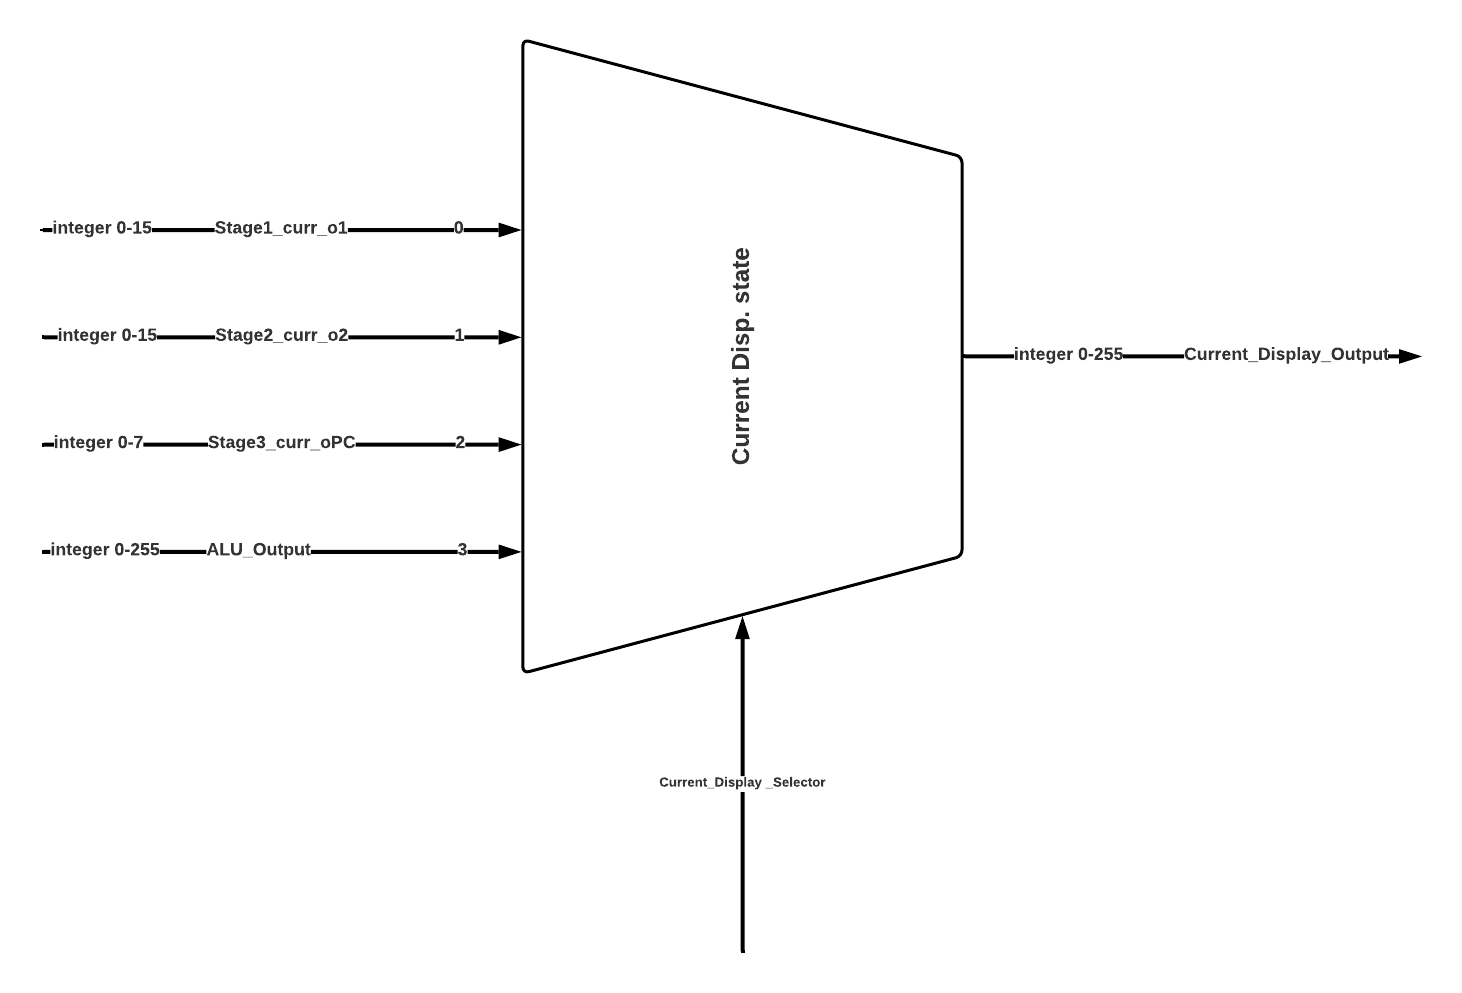 integer 0-15 Stage1_curr_o1 0
integer 0-15 Stage2_curr_o2 1
integer 0-7 Stage3_curr_oPC 2
integer 0-255 ALU_Output 3
Current Disp. state
integer 0-255 Current_Display_Output
Current_Display _Selector